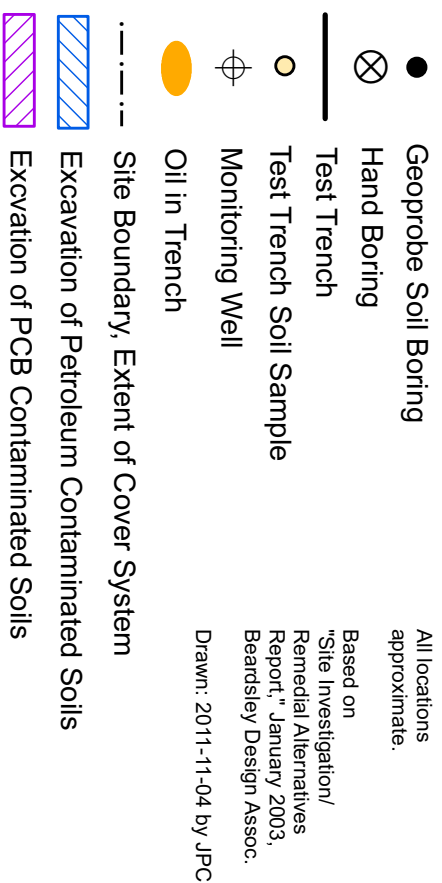 Geoprobe Soil Boring
Hand Boring
Test Trench
Test Trench Soil Sample
Monitoring Well
Oil in Trench
Site Boundary, Extent of Cover System
Excavation of Petroleum Contaminated Soils
Excvation of PCB Contaminated Soils
All locations
approximate.
Based on
"Site Investigation/
Remedial Alternatives
Report," January 2003,
Beardsley Design Assoc.
Drawn: 2011-11-04 by JPC